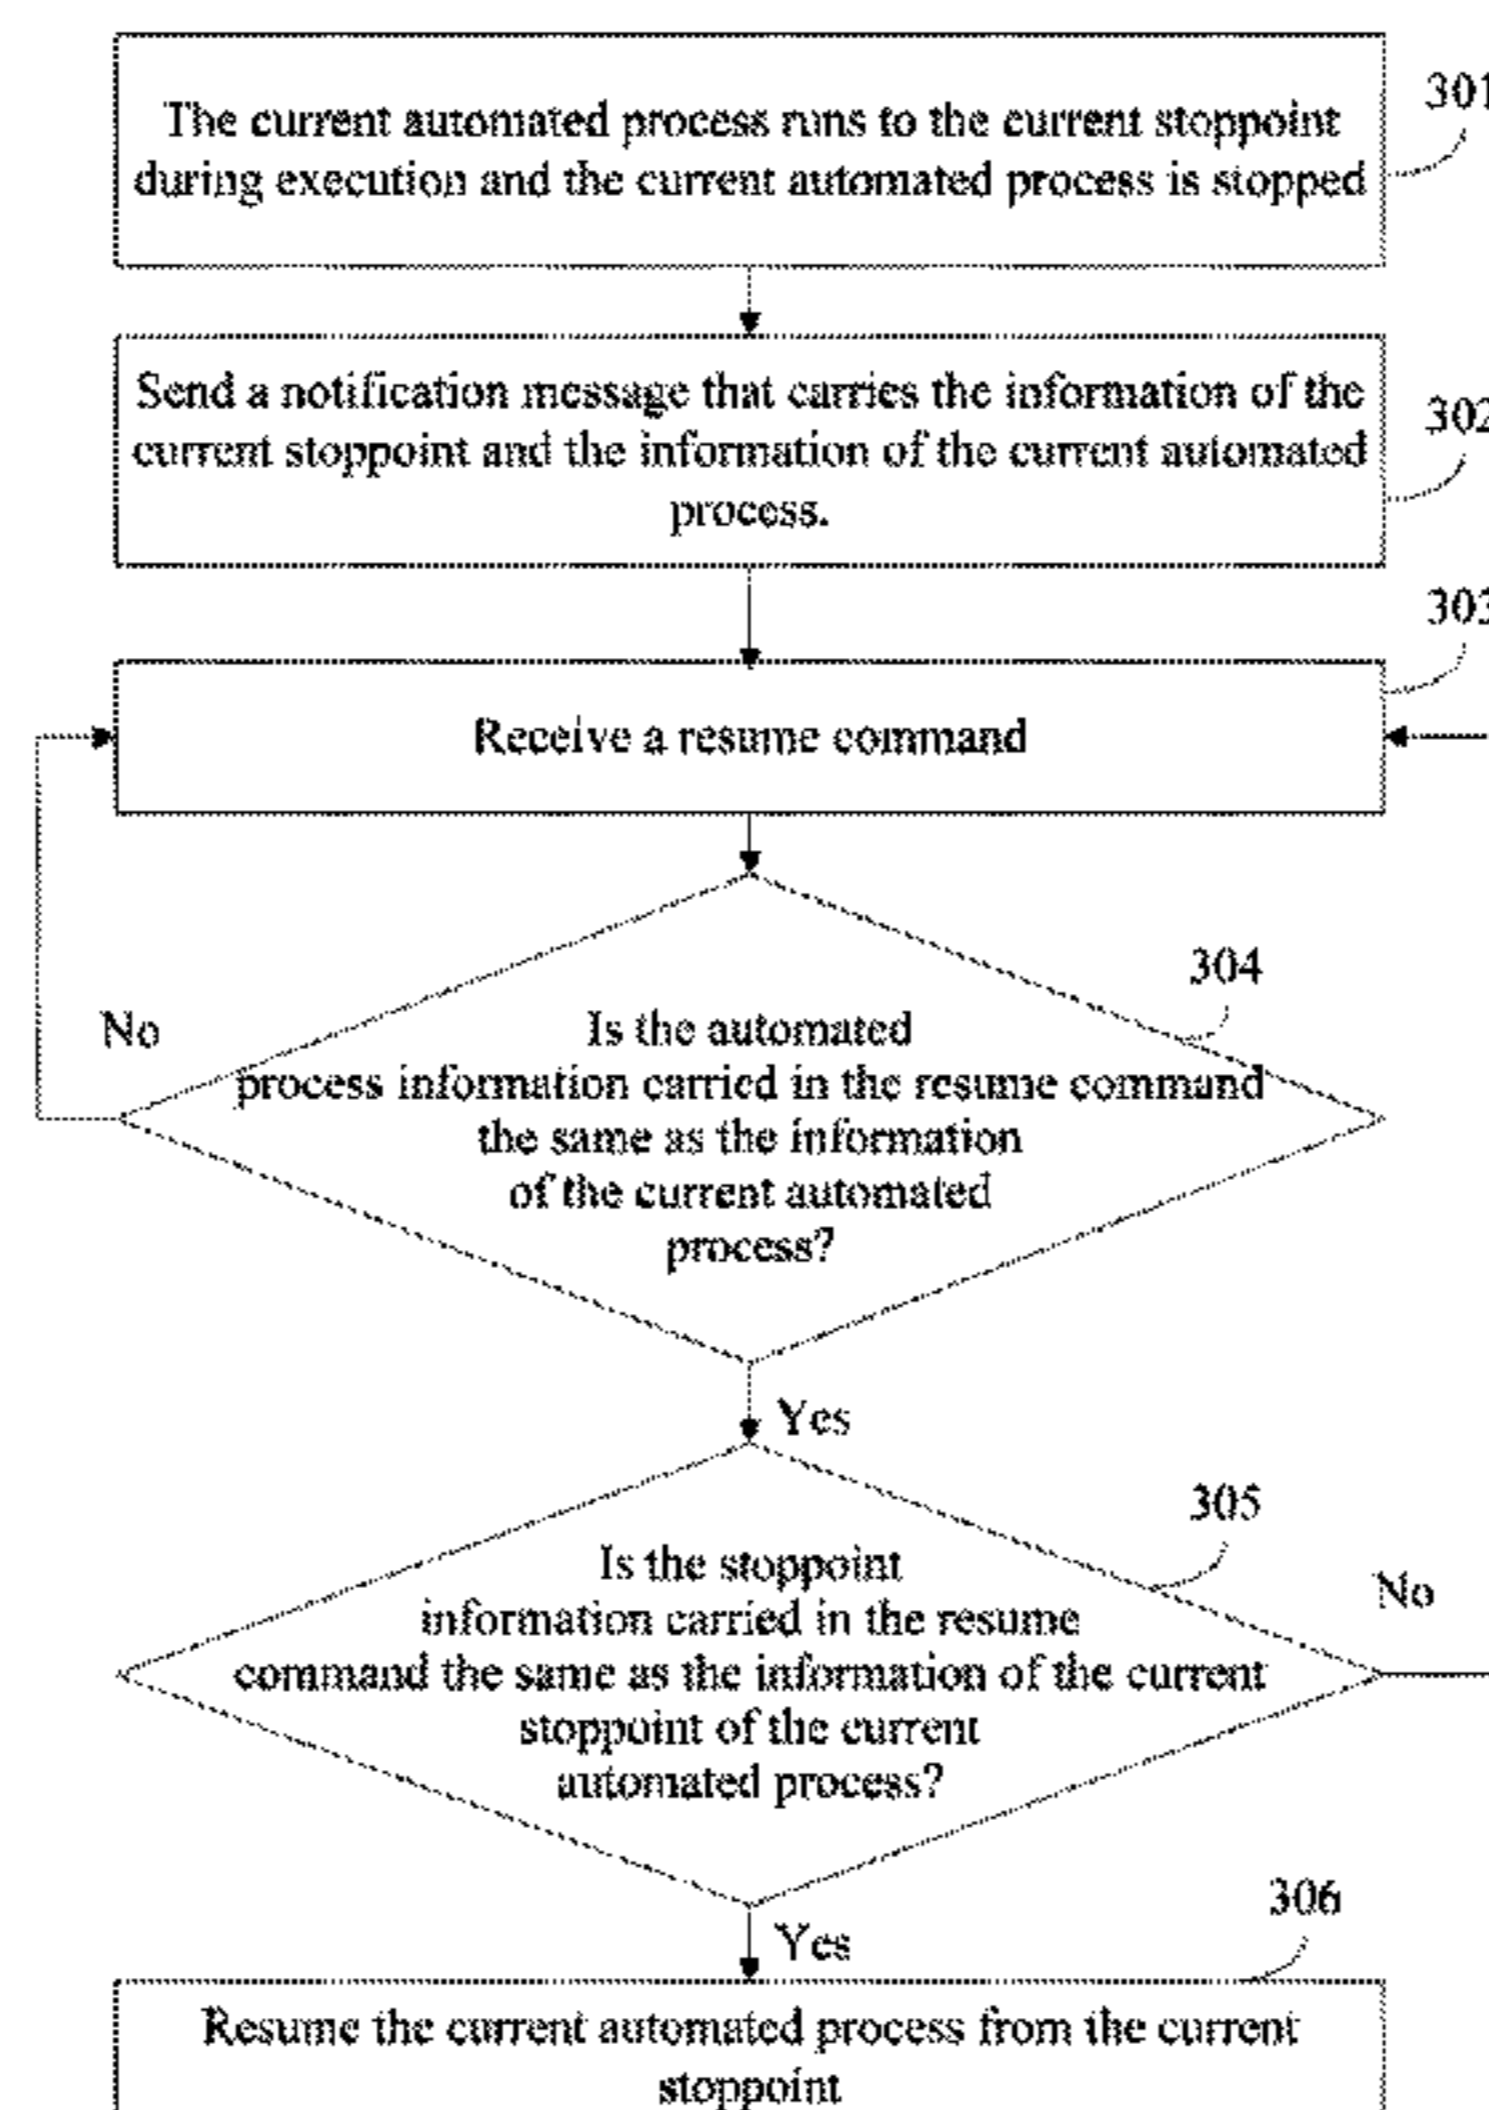 301
The current automated process runs to the current stoppoint
during execution and the current automated process is stopped
302
Send a notification message that carries the information of the
current stoppoint and the information of the current automated
process.
303
Receive a resume command
304
No
Is the automated
process information carried in the resume command
the same as the information
of the current automated
process?
Yes
305
Is the stoppoint
No
information carried in the resume
command the same as the information of the current
stoppoint of the current
automated process?
306
Yes
Resume the current automated process from the current
stoppoint